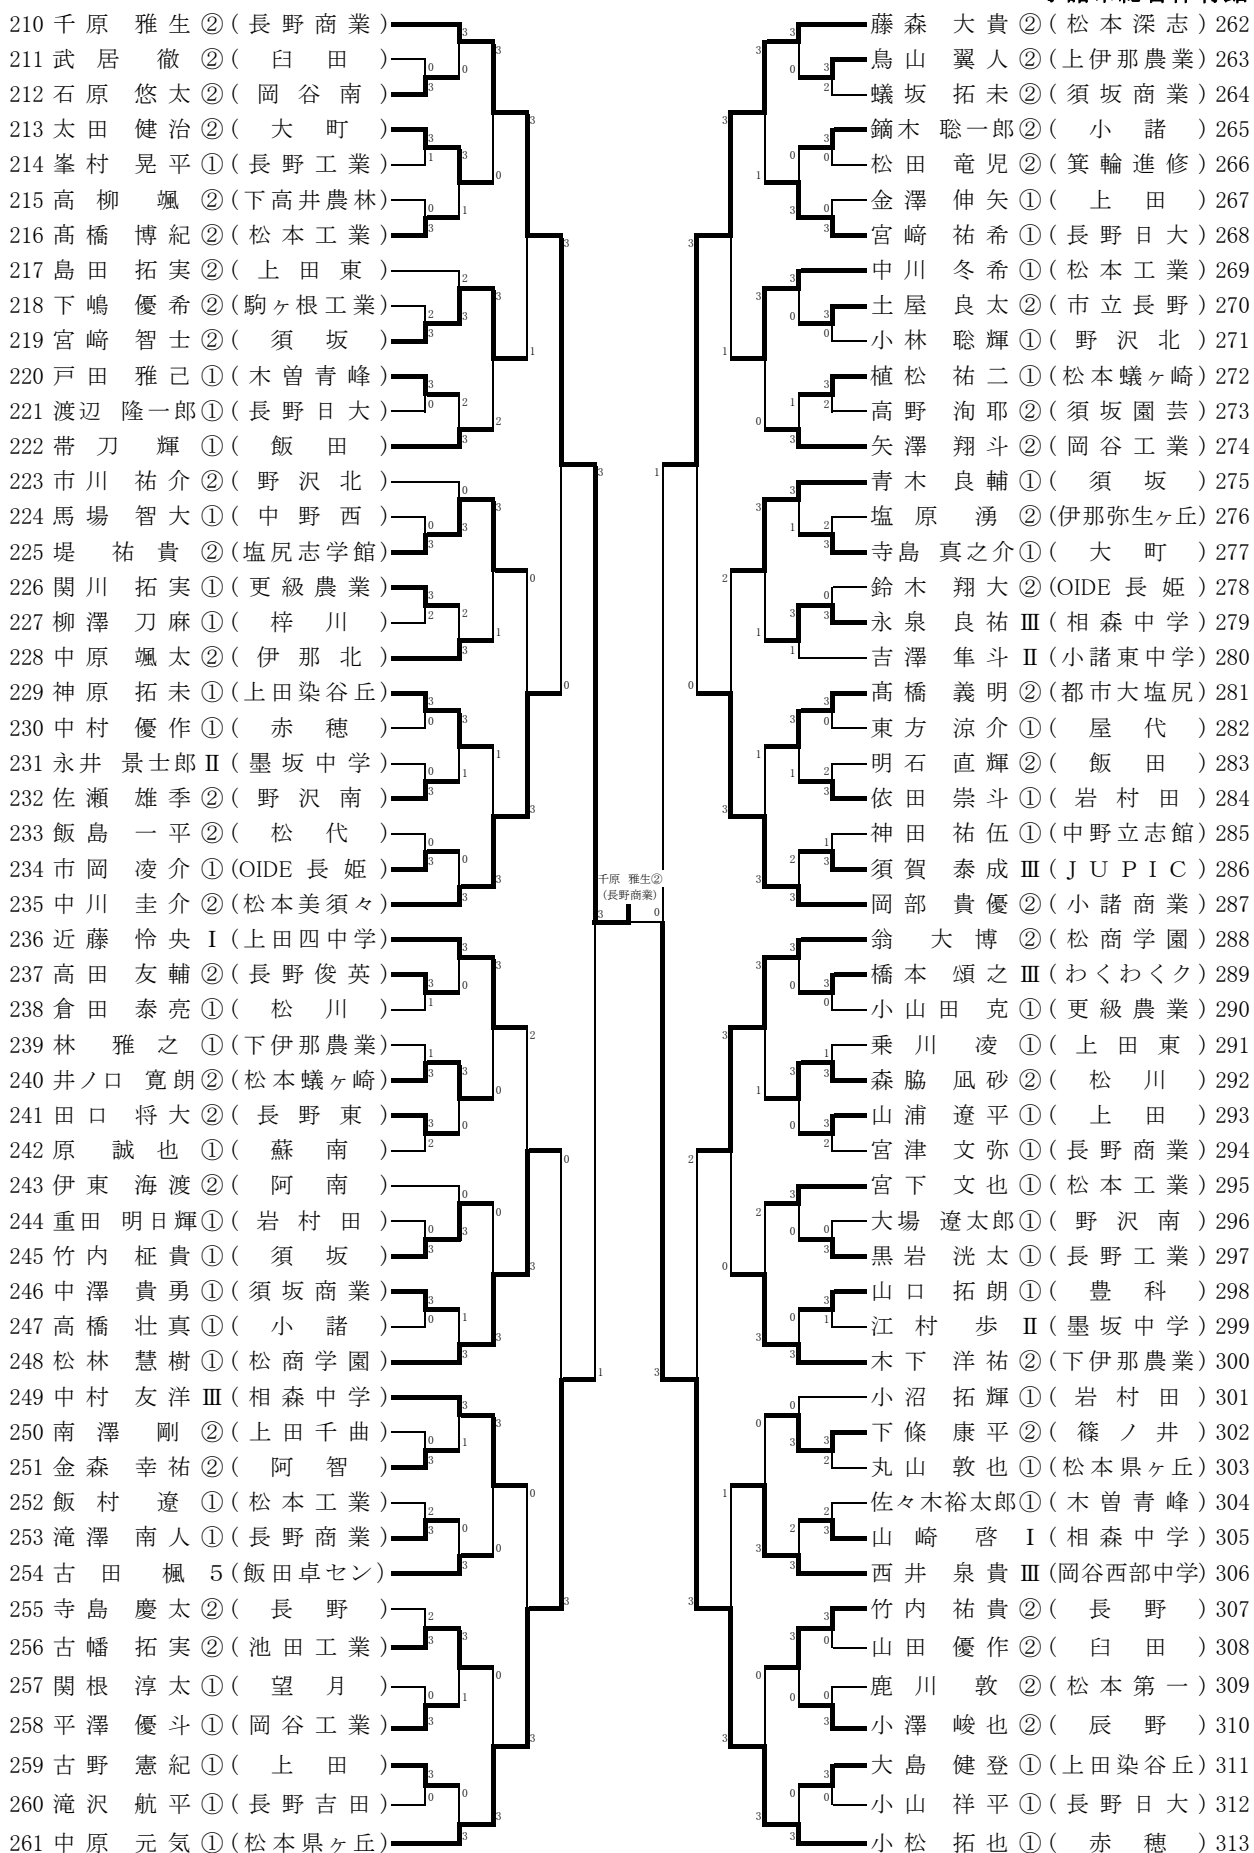 210 千原 雅生②(長野商業)
211 武居 徹②(臼田)
212 石原 悠太②(岡谷南)
213 太田 健治②(大町)
214 峯村 晃平①(長野工業)
215 高柳 颯②(下高井農林)
216 髙橋 博紀②(松本工業)
217 島田 拓実②(上田東)
218 下嶋 優希②(駒ヶ根工業)
219 宮﨑 智士②(須坂)
220 戸田 雅己①(木曽青峰)
221 渡辺 隆一郎①(長野日大)
222 帯刀 輝①(飯田)
223 市川 祐介②(野沢北)
224 馬場 智大①(中野西)
225 堤 祐貴②(塩尻志学館)
226 関川 拓実①(更級農業)
227 柳澤 刀麻①(梓川)
228 中原 颯太②(伊那北)
229 神原 拓未①(上田染谷丘)
230 中村 優作①(赤穂)
231 永井 景士郎Ⅱ(墨坂中学)
232 佐瀬 雄季②(野沢南)
233 飯島 一平②(松代)
234 市岡 凌介①(OIDE 長姫)
235 中川 圭介②(松本美須々)
236 近藤 怜央Ⅰ(上田四中学)
237 高田 友輔②(長野俊英)
238 倉田 泰亮①(松川)
239 林 雅之①(下伊那農業)
240 井ノ口 寛朗②(松本蟻ヶ崎)
241 田口 将大②(長野東)
242 原 誠也①(蘇南)
243 伊東 海渡②(阿南)
244 重田 明日輝①(岩村田)
245 竹内 柾貴①(須坂)
246 中澤 貴勇①(須坂商業)
247 高橋 壮真①(小諸)
248 松林 慧樹①(松商学園)
249 中村 友洋Ⅲ(相森中学)
250 南澤 剛②(上田千曲)
251 金森 幸祐②(阿智)
252 飯村 遼①(松本工業)
253 滝澤 南人①(長野商業)
254 古田 楓 5(飯田卓セン)
255 寺島 慶太②(長野)
256 古幡 拓実②(池田工業)
257 関根 淳太①(望月)
258 平澤 優斗①(岡谷工業)
259 古野 憲紀①(上田)
260 滝沢 航平①(長野吉田)
261 中原 元気①(松本県ヶ丘)
千原 雅生②
(長野商業)
藤森 大貴②(松本深志)262
鳥山 翼人②(上伊那農業)263
蟻坂 拓未②(須坂商業)264
鏑木 聡一郎②(小諸)265
松田 竜児②(箕輪進修)266
金澤 伸矢①(上田)267
宮﨑 祐希①(長野日大)268
中川 冬希①(松本工業)269
土屋 良太②(市立長野)270
小林 聡輝①(野沢北)271
植松 祐二①(松本蟻ヶ崎)272
高野 洵耶②(須坂園芸)273
矢澤 翔斗②(岡谷工業)274
青木 良輔①(須坂)275
塩原 湧②(伊那弥生ヶ丘)276
寺島 真之介①(大町)277
鈴木 翔大②(OIDE 長姫)278
永泉 良祐Ⅲ(相森中学)279
吉澤 隼斗Ⅱ(小諸東中学)280
髙橋 義明②(都市大塩尻)281
東方 涼介①(屋代)282
明石 直輝②(飯田)283
依田 崇斗①(岩村田)284
神田 祐伍①(中野立志館)285
須賀 泰成Ⅲ(JUPIC)286
岡部 貴優②(小諸商業)287
翁 大博②(松商学園)288
橋本 頌之Ⅲ(わくわくク)289
小山田 克①(更級農業)290
乗川 凌①(上田東)291
森脇 凪砂②(松川)292
山浦 遼平①(上田)293
宮津 文弥①(長野商業)294
宮下 文也①(松本工業)295
大場 遼太郎①(野沢南)296
黒岩 洸太①(長野工業)297
山口 拓朗①(豊科)298
江村 歩Ⅱ(墨坂中学)299
木下 洋祐②(下伊那農業)300
小沼 拓輝①(岩村田)301
下條 康平②(篠ノ井)302
丸山 敦也①(松本県ヶ丘)303
佐々木裕太郎①(木曽青峰)304
山崎 啓Ⅰ(相森中学)305
西井 泉貴Ⅲ(岡谷西部中学)306
竹内 祐貴②(長野)307
山田 優作②(臼田)308
鹿川 敦②(松本第一)309
小澤 峻也②(辰野)310
大島 健登①(上田染谷丘)311
小山 祥平①(長野日大)312
小松 拓也①(赤穂)313